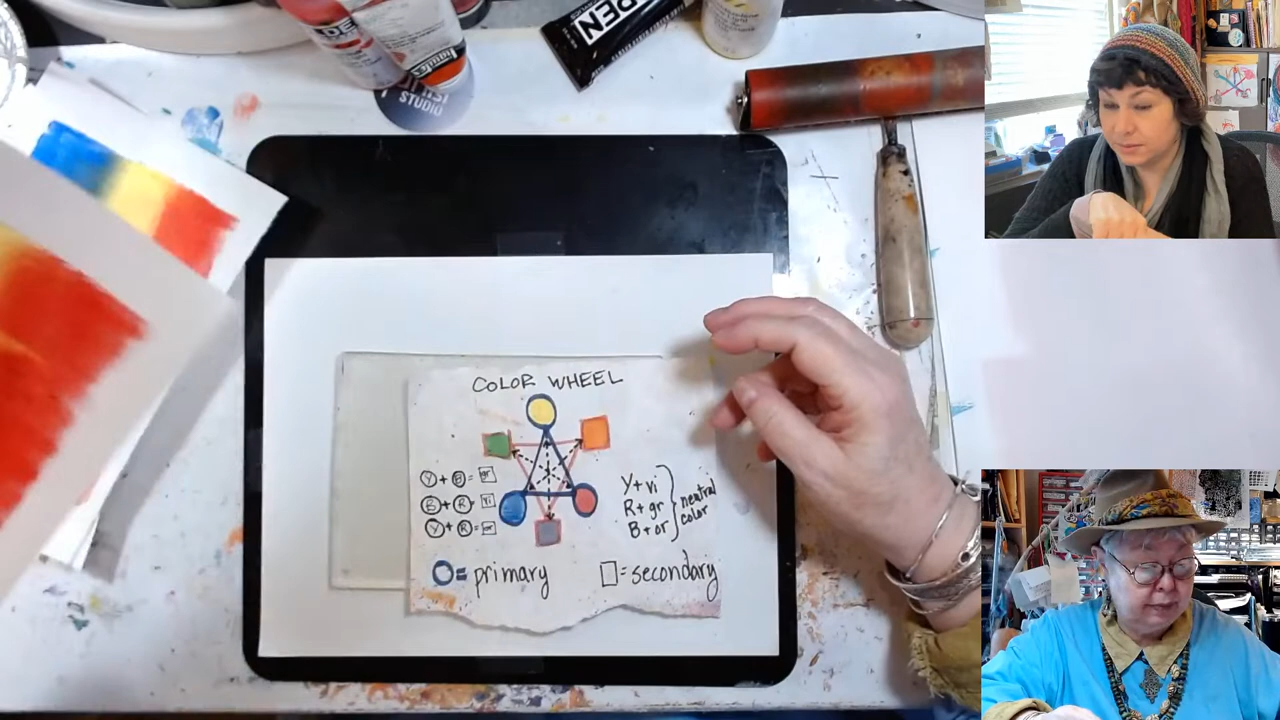 DEN
STUDIO
COLOR WHEEL
Y + B = gr
B + R = vi
Y + R = or
Y + vi
R + gr
B + or
neutral color
O = primary
□ = secondary